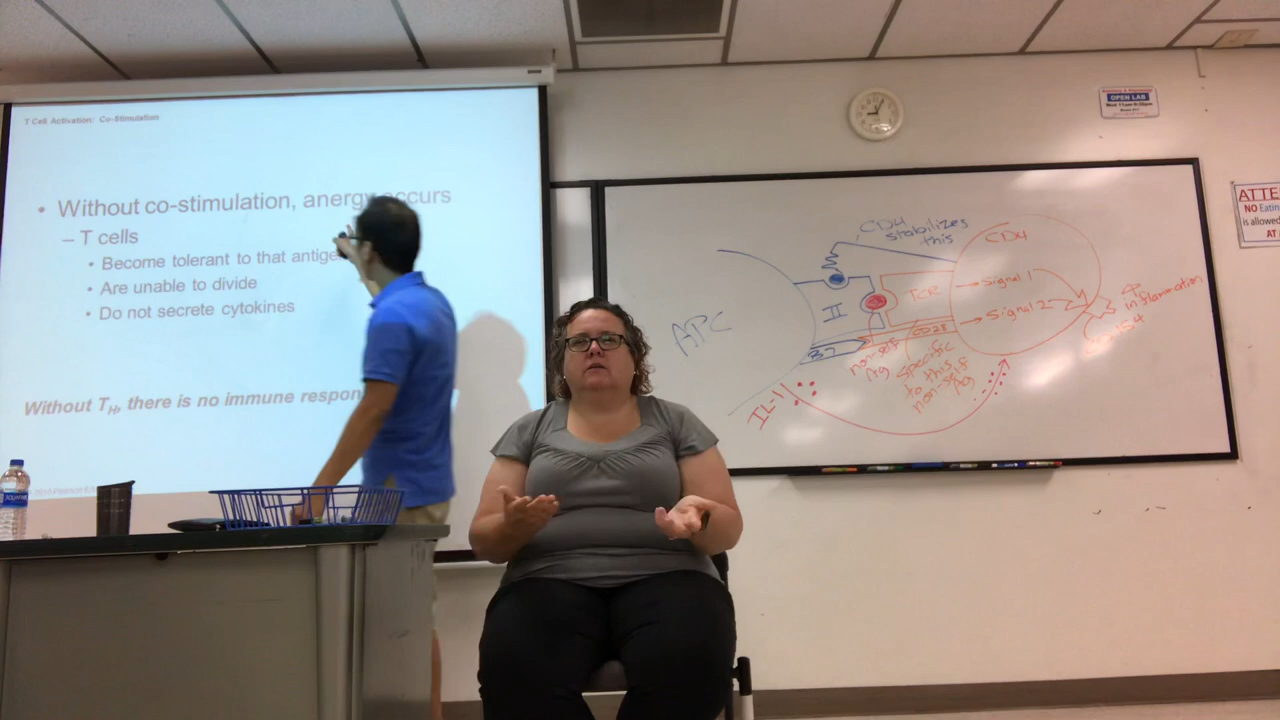 T Cell Activation: Co-Stimulation
• Without co-stimulation, anergy occurs
– T cells
• Become tolerant to that antige
• Are unable to divide
• Do not secrete cytokines
Without TH, there is no immune respon
OPEN LAB
ATTE
NO Eatin
is allowed
AT
APC
CD4
stabilizes
this
II
TCR
B7
CD28
CD4
→ Signal 1
→ Signal 2
non-self
Ag
specific
to this
non-self
Ag
inflammation
IL-1